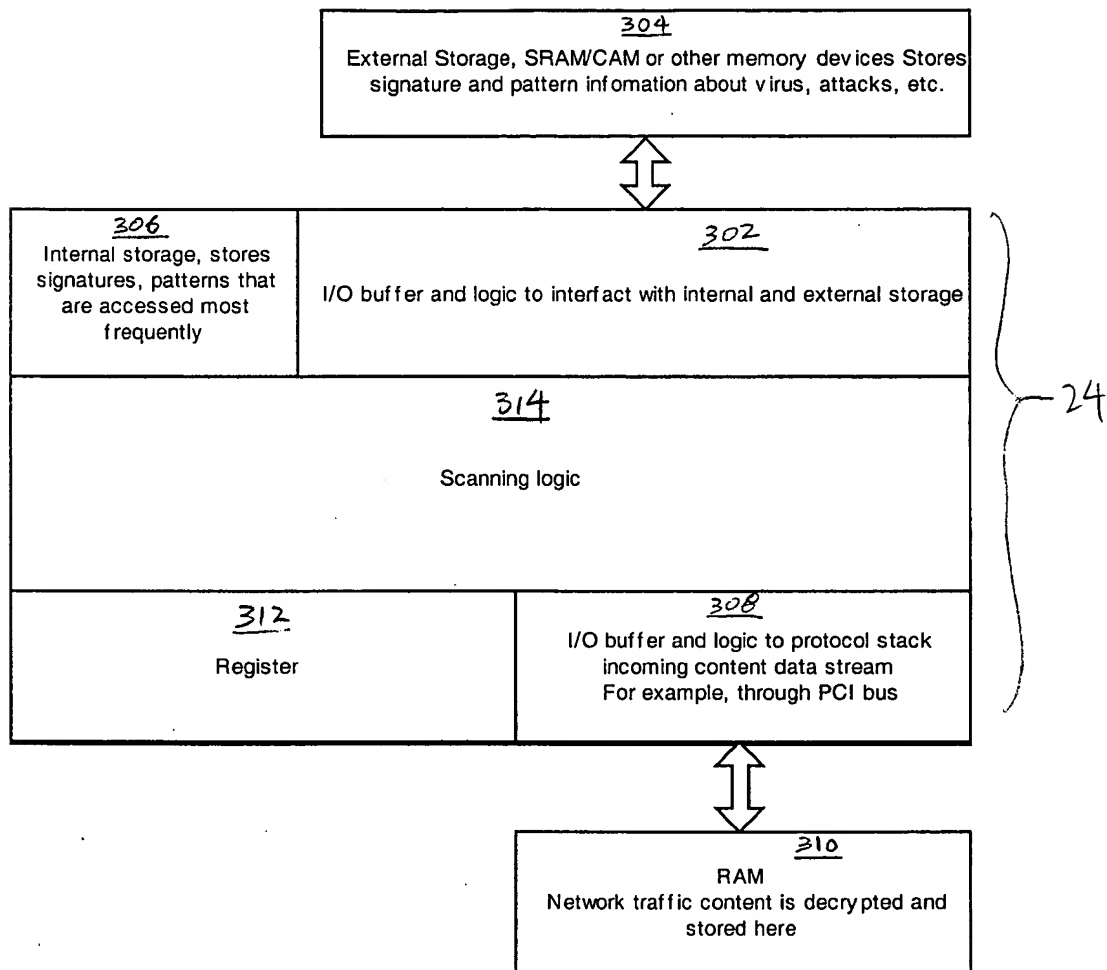 304
External Storage, SRAM/CAM or other memory devices Stores
signature and pattern infomation about virus, attacks, etc.
306
Internal storage, stores
signatures, patterns that
are accessed most
frequently
302
I/O buffer and logic to interfact with internal and external storage
314
Scanning logic
24
312
Register
308
I/O buffer and logic to protocol stack
incoming content data stream
For example, through PCI bus
310
RAM
Network traffic content is decrypted and
stored here